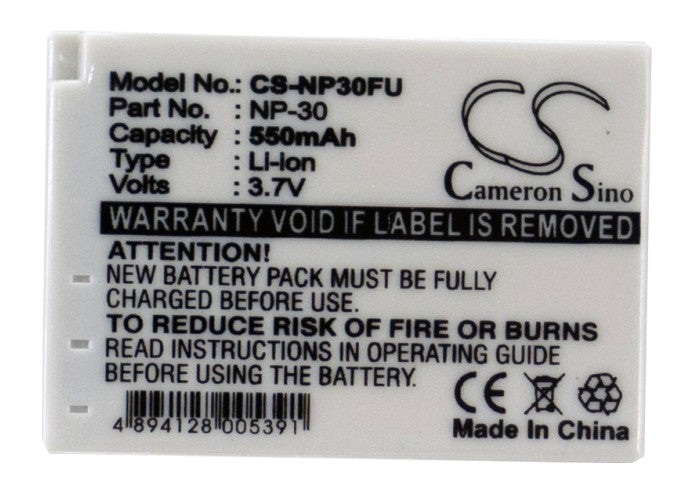 Model No.: CS-NP30FU
Part No. : NP-30
Capacity : 550mAh
Type : Li-ion
Volts : 3.7V
CS
Cameron Sino
WARRANTY VOID IF LABEL IS REMOVED
ATTENTION!
NEW BATTERY PACK MUST BE FULLY
CHARGED BEFORE USE.
TO REDUCE RISK OF FIRE OR BURNS
READ INSTRUCTIONS IN OPERATING GUIDE
BEFORE USING THE BATTERY.
4 894128 005391
CE
Made In China